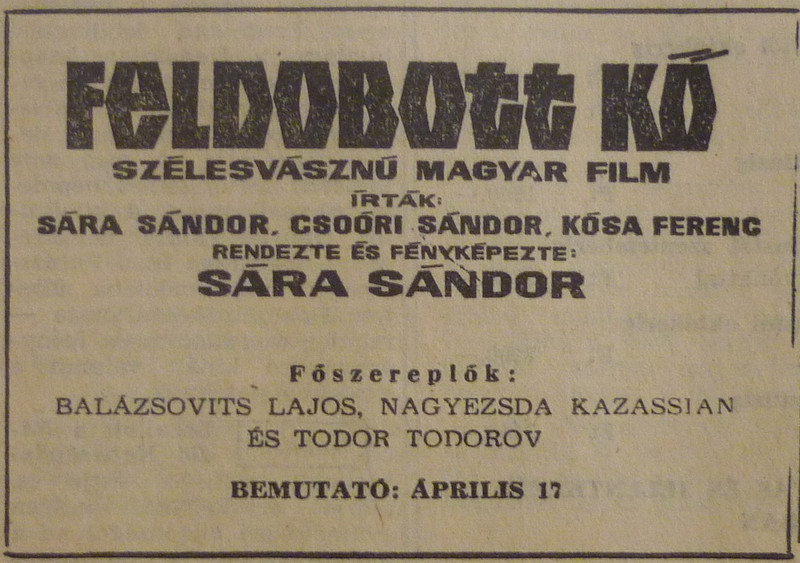 FELDOBOTT KŐ
SZÉLESVÁSZNŰ MAGYAR FILM
ÍRTÁK:
SÁRA SÁNDOR, CSOÓRI SÁNDOR, KÓSA FERENC
RENDEZTE ÉS FÉNYKÉPEZTE:
SÁRA SÁNDOR
Főszereplők:
BALÁZSOVITS LAJOS, NAGYEZSDA KAZASSIAN
ÉS TODOR TODOROV
BEMUTATÓ: ÁPRILIS 17